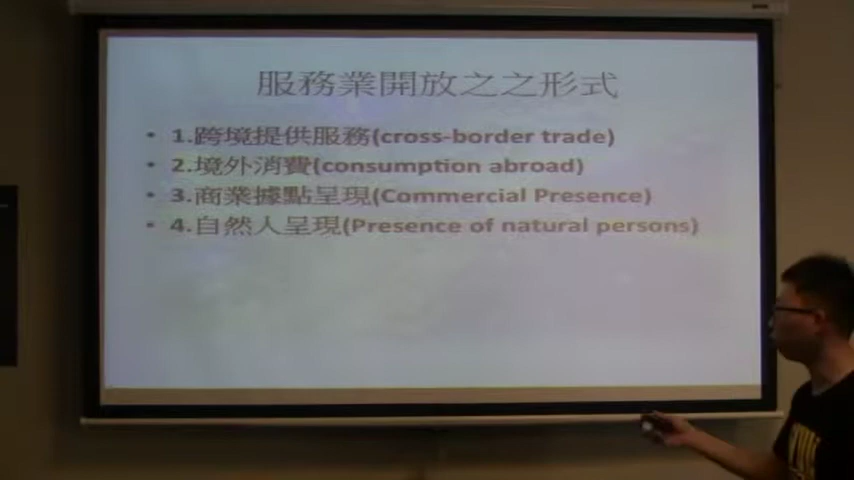 服務業開放之之形式
• 1.跨境提供服務(cross-border trade)
• 2.境外消費(consumption abroad)
• 3.商業據點呈現(Commercial Presence)
• 4.自然人呈現(Presence of natural persons)